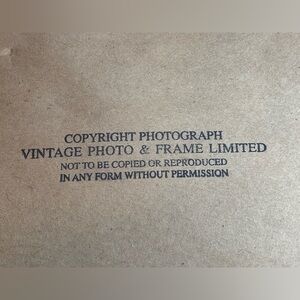 COPYRIGHT PHOTOGRAPH
VINTAGE PHOTO & FRAME LIMITED
NOT TO BE COPIED OR REPRODUCED
IN ANY FORM WITHOUT PERMISSION